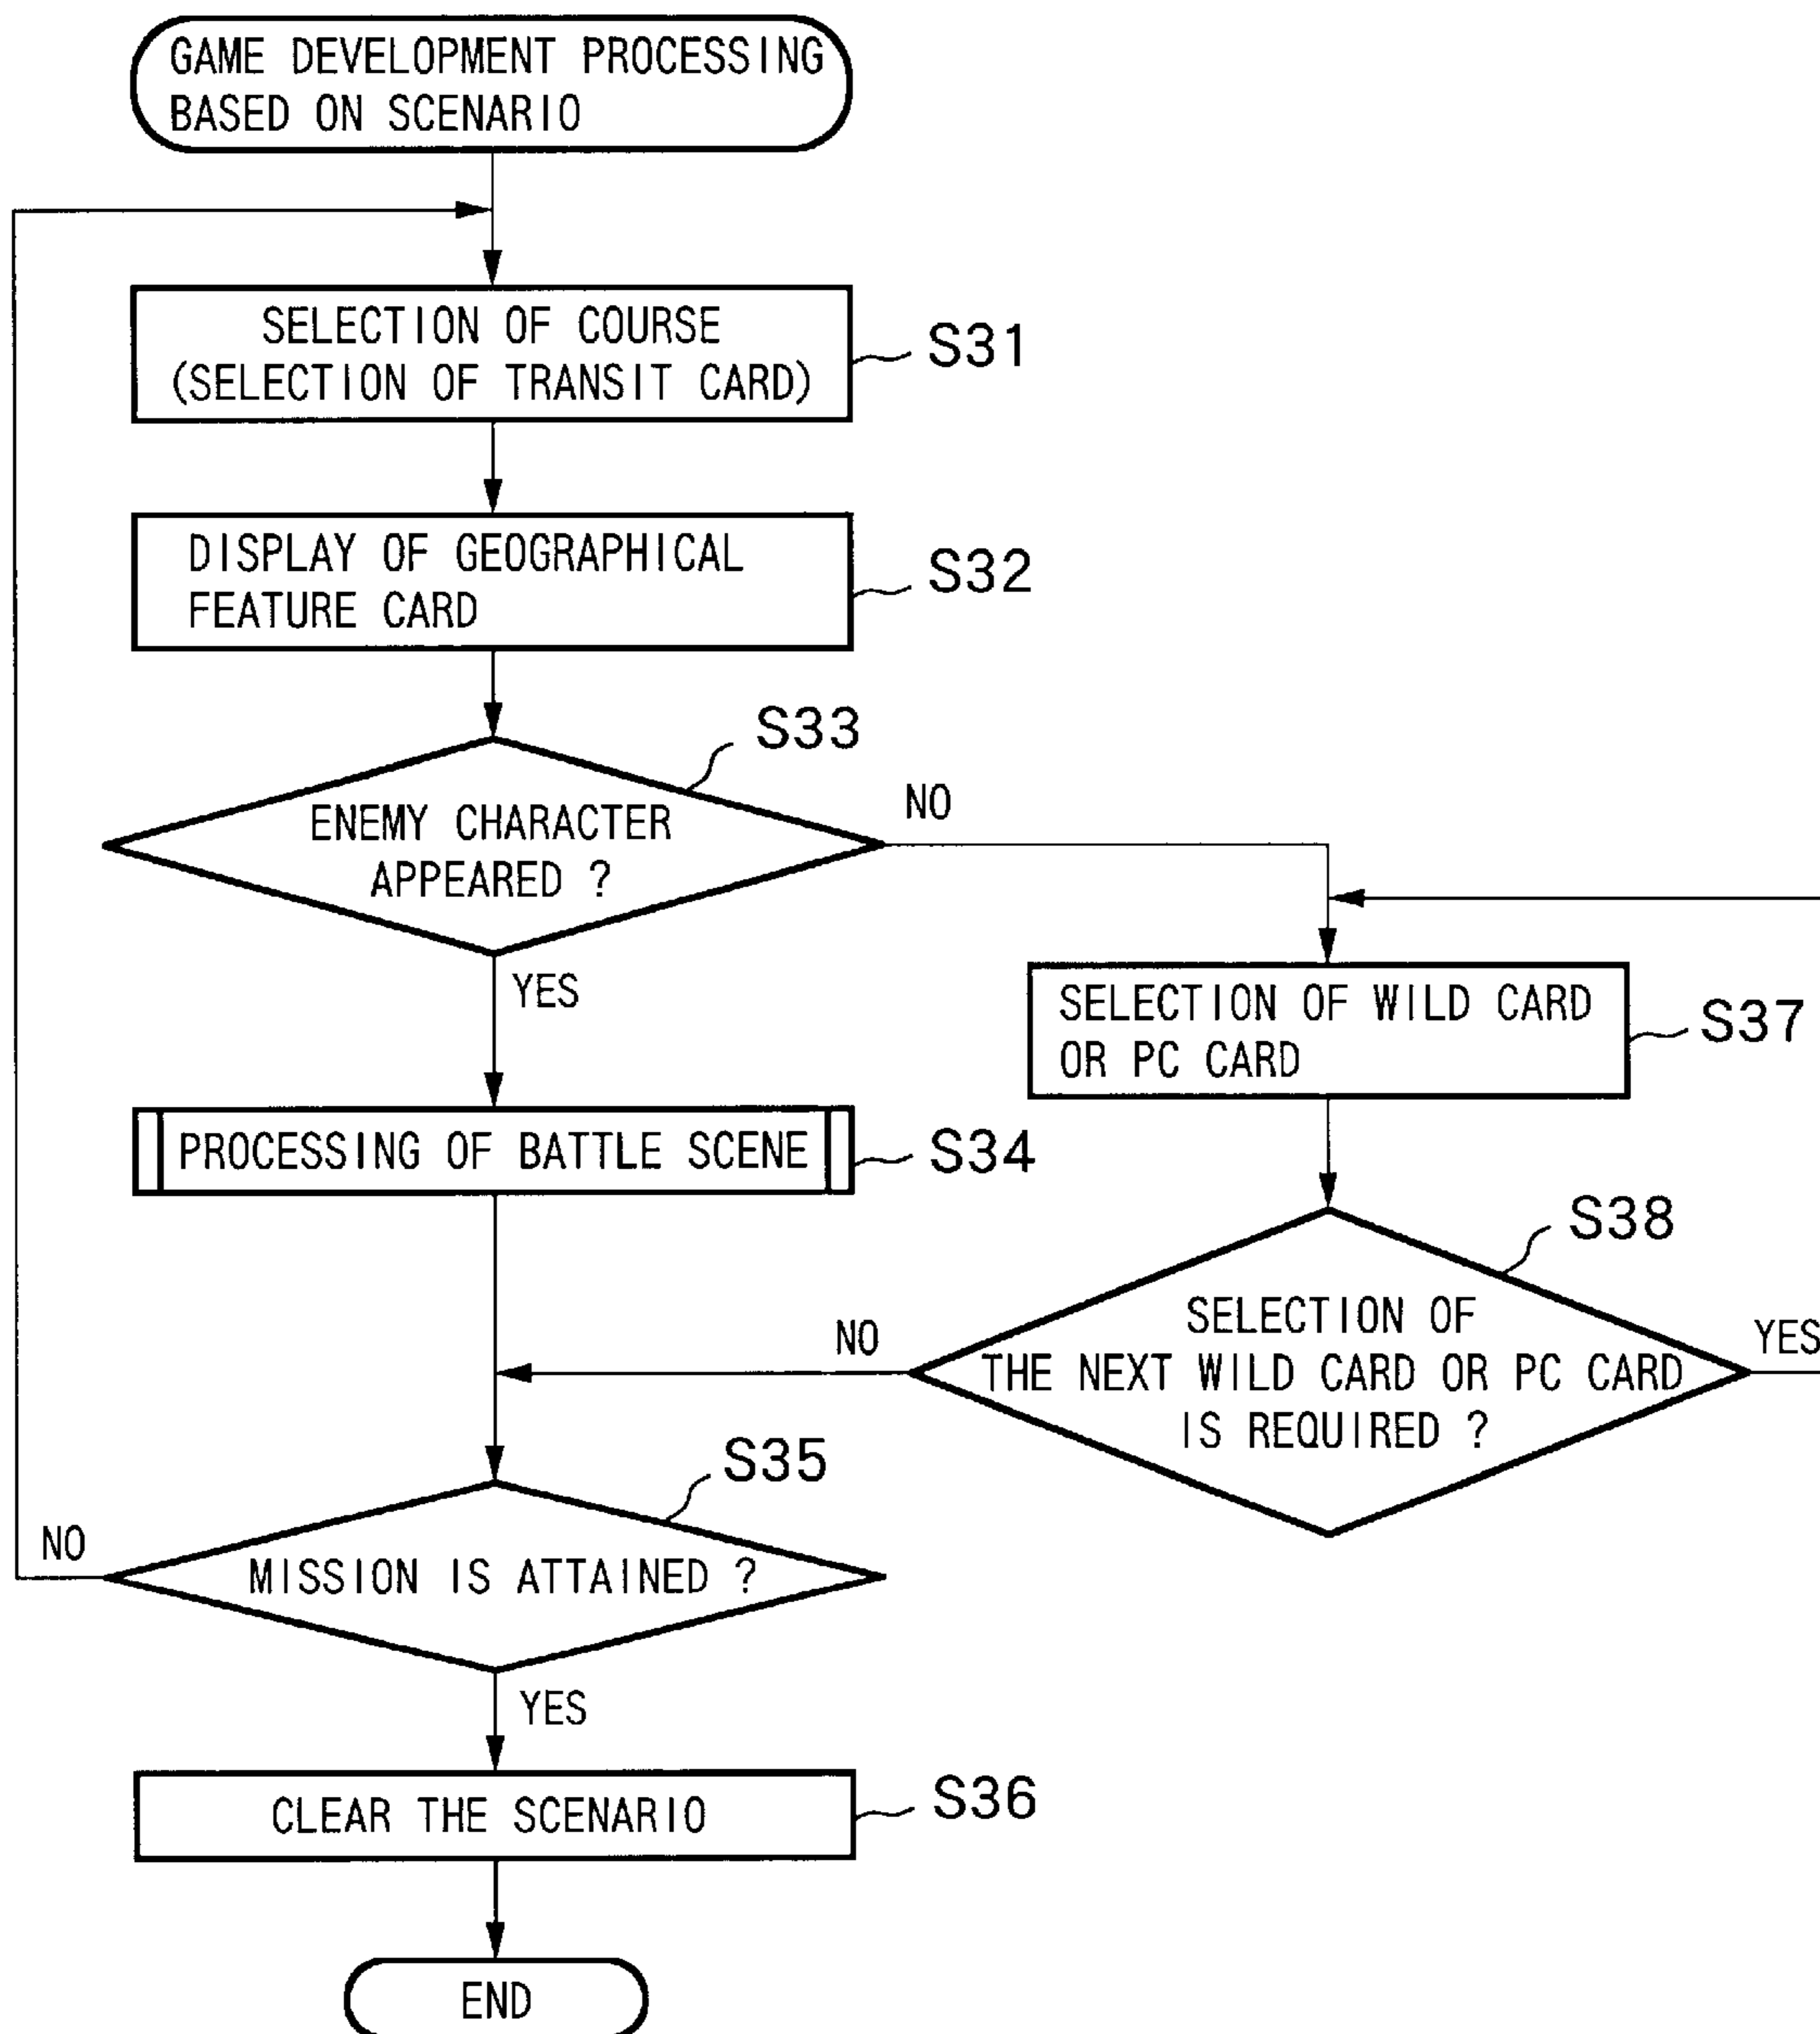 GAME DEVELOPMENT PROCESSING
BASED ON SCENARIO
SELECTION OF COURSE
(SELECTION OF TRANSIT CARD)
S31
DISPLAY OF GEOGRAPHICAL
FEATURE CARD
S32
S33
ENEMY CHARACTER
APPEARED ?
NO
YES
SELECTION OF WILD CARD
OR PC CARD
S37
PROCESSING OF BATTLE SCENE
S34
S38
SELECTION OF
THE NEXT WILD CARD OR PC CARD
IS REQUIRED ?
NO
YES
S35
MISSION IS ATTAINED ?
NO
YES
CLEAR THE SCENARIO
S36
END